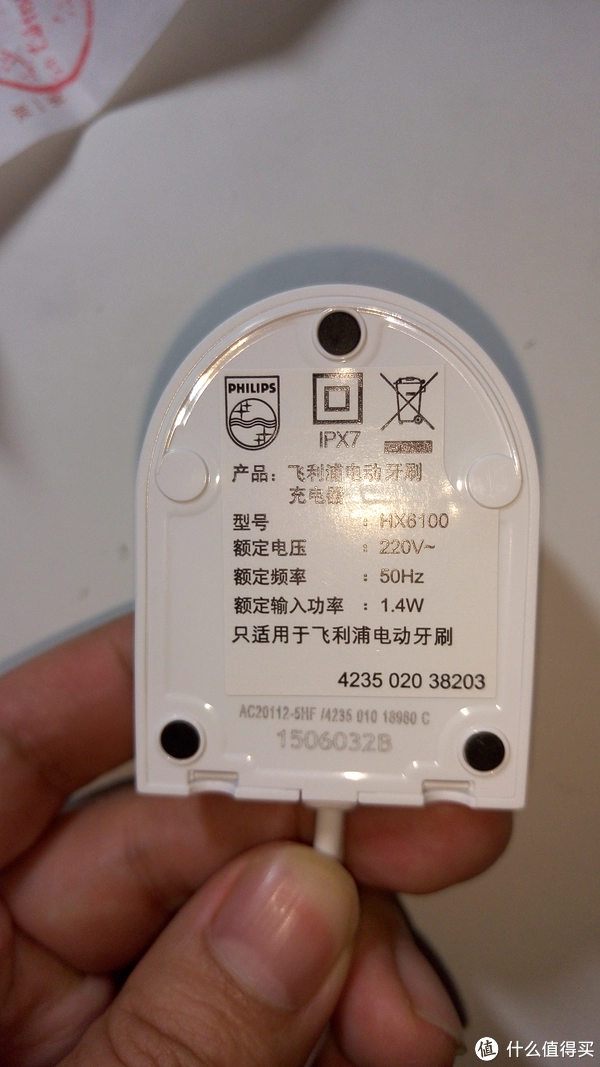 PHILIPS
IPX7
产品：飞利浦电动牙刷
充电器
型号：HX6100
额定电压：220V~
额定频率：50Hz
额定输入功率：1.4W
只适用于飞利浦电动牙刷
4235 020 38203
AC20112-5HF /4235 010 18980 C
1506032B
值 什么值得买